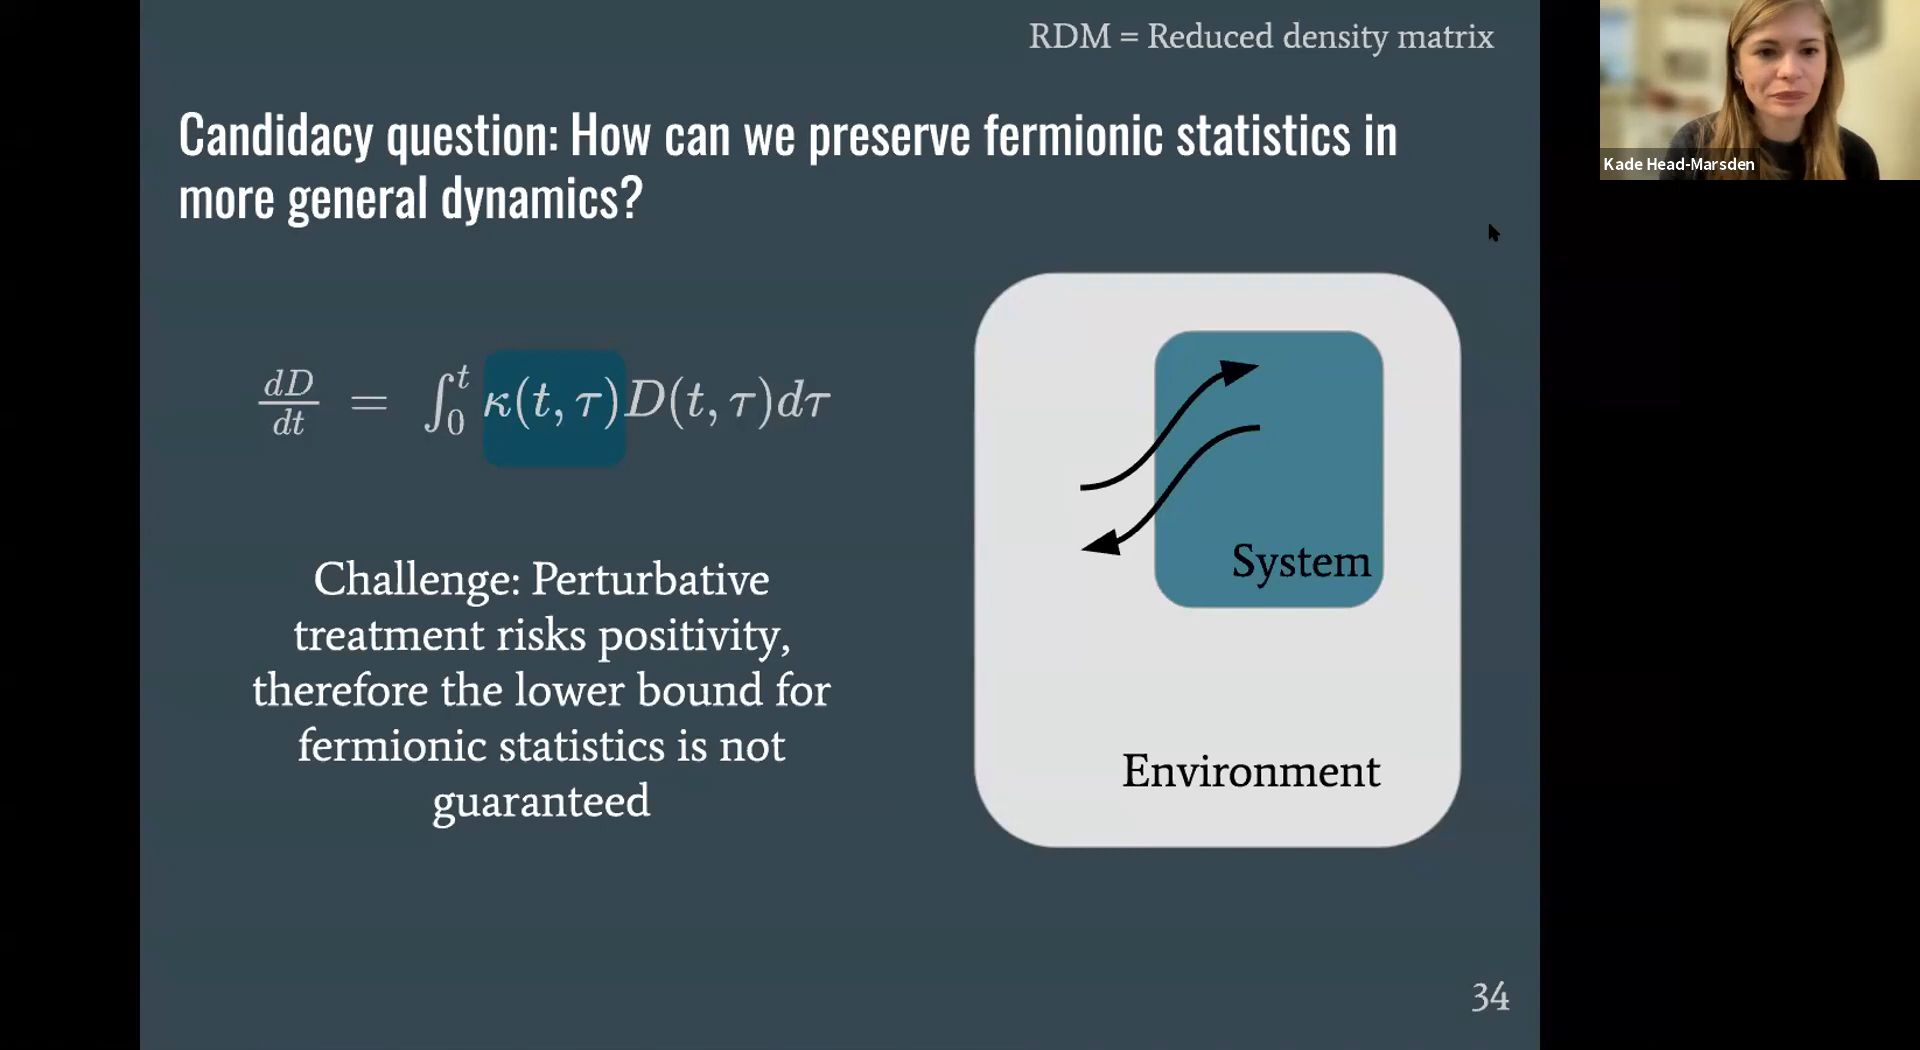 RDM = Reduced density matrix
Candidacy question: How can we preserve fermionic statistics in
more general dynamics?
dD/dt = ∫₀ᵗ κ(t, τ)D(t, τ)dτ
Challenge: Perturbative
treatment risks positivity,
therefore the lower bound for
fermionic statistics is not
guaranteed
System
Environment
34
Kade Head-Marsden